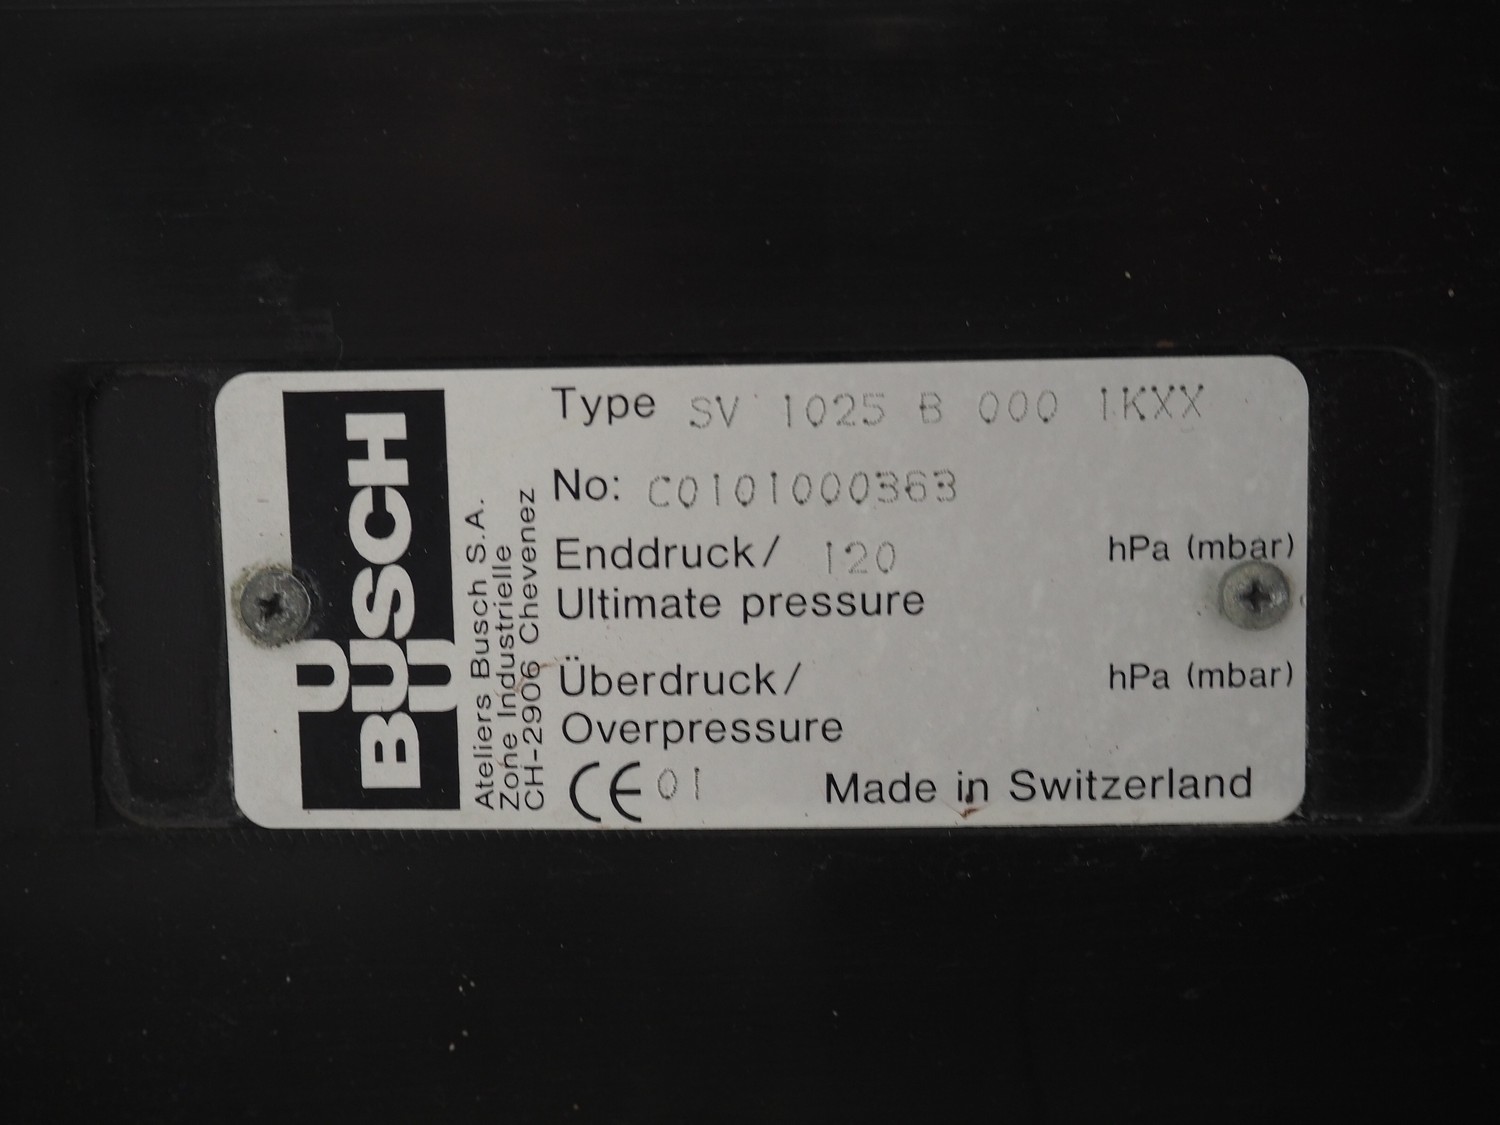 BUSCH
Ateliers Busch S.A.
Zone Industrielle
CH-2906 Chevenez
Type SV 1025 B 000 1KXX
No: C0101000363
Enddruck/ 120 hPa (mbar)
Ultimate pressure
Überdruck/ hPa (mbar)
Overpressure
CE 01 Made in Switzerland